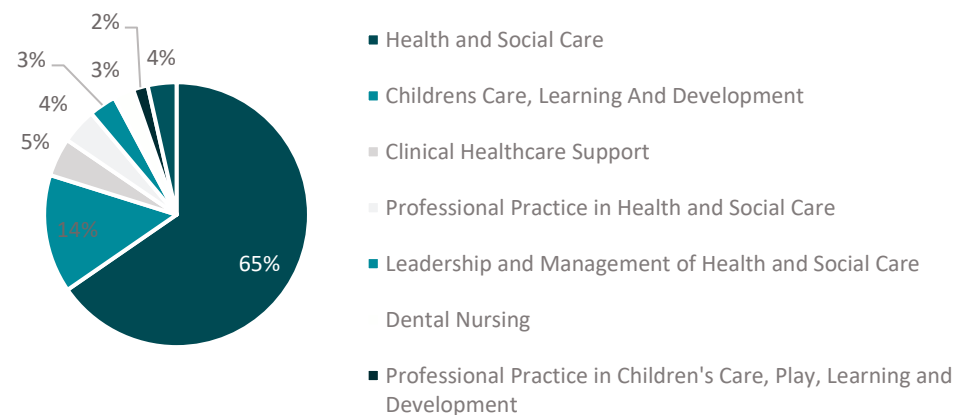 2%
3%
3%
4%
4%
5%
14%
65%
Health and Social Care
Childrens Care, Learning And Development
Clinical Healthcare Support
Professional Practice in Health and Social Care
Leadership and Management of Health and Social Care
Dental Nursing
Professional Practice in Children's Care, Play, Learning and
Development